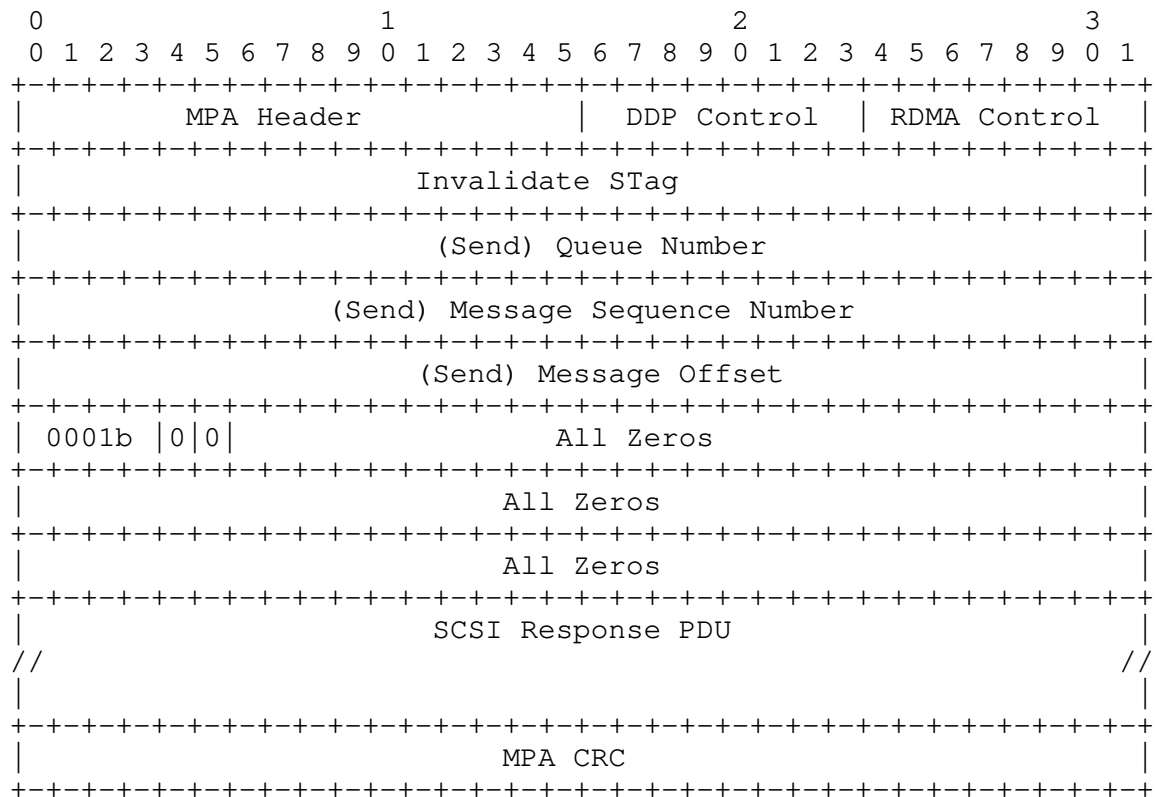 0                   1                   2                   3
 0 1 2 3 4 5 6 7 8 9 0 1 2 3 4 5 6 7 8 9 0 1 2 3 4 5 6 7 8 9 0 1
+-+-+-+-+-+-+-+-+-+-+-+-+-+-+-+-+-+-+-+-+-+-+-+-+-+-+-+-+-+-+-+-+
|         MPA Header            |  DDP Control  | RDMA Control  |
+-+-+-+-+-+-+-+-+-+-+-+-+-+-+-+-+-+-+-+-+-+-+-+-+-+-+-+-+-+-+-+-+
|                      Invalidate STag                          |
+-+-+-+-+-+-+-+-+-+-+-+-+-+-+-+-+-+-+-+-+-+-+-+-+-+-+-+-+-+-+-+-+
|                       (Send) Queue Number                     |
+-+-+-+-+-+-+-+-+-+-+-+-+-+-+-+-+-+-+-+-+-+-+-+-+-+-+-+-+-+-+-+-+
|                 (Send) Message Sequence Number                |
+-+-+-+-+-+-+-+-+-+-+-+-+-+-+-+-+-+-+-+-+-+-+-+-+-+-+-+-+-+-+-+-+
|                      (Send) Message Offset                    |
+-+-+-+-+-+-+-+-+-+-+-+-+-+-+-+-+-+-+-+-+-+-+-+-+-+-+-+-+-+-+-+-+
| 0001b |0|0|                  All Zeros                        |
+-+-+-+-+-+-+-+-+-+-+-+-+-+-+-+-+-+-+-+-+-+-+-+-+-+-+-+-+-+-+-+-+
|                           All Zeros                           |
+-+-+-+-+-+-+-+-+-+-+-+-+-+-+-+-+-+-+-+-+-+-+-+-+-+-+-+-+-+-+-+-+
|                           All Zeros                           |
+-+-+-+-+-+-+-+-+-+-+-+-+-+-+-+-+-+-+-+-+-+-+-+-+-+-+-+-+-+-+-+-+
|                       SCSI Response PDU                       |
//                                                             //
|                                                               |
+-+-+-+-+-+-+-+-+-+-+-+-+-+-+-+-+-+-+-+-+-+-+-+-+-+-+-+-+-+-+-+-+
|                           MPA CRC                             |
+-+-+-+-+-+-+-+-+-+-+-+-+-+-+-+-+-+-+-+-+-+-+-+-+-+-+-+-+-+-+-+-+